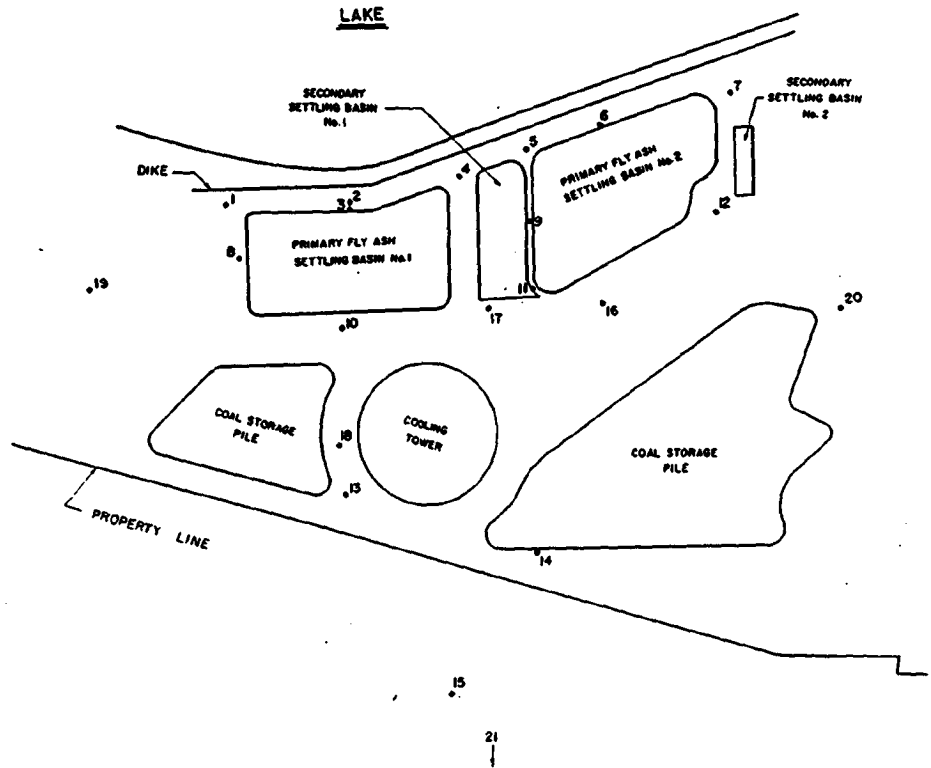 LAKE
SECONDARY
SETTLING BASIN
No. 1
SECONDARY
SETTLING BASIN
No. 2
7
6
5
4
PRIMARY FLY ASH
SETTLING BASIN No.2
DIKE
1
3
2
12
9
PRIMARY FLY ASH
SETTLING BASIN No.1
8
19
11
17
16
20
10
COAL STORAGE
PILE
18
COOLING
TOWER
COAL STORAGE
PILE
13
PROPERTY LINE
14
15
21